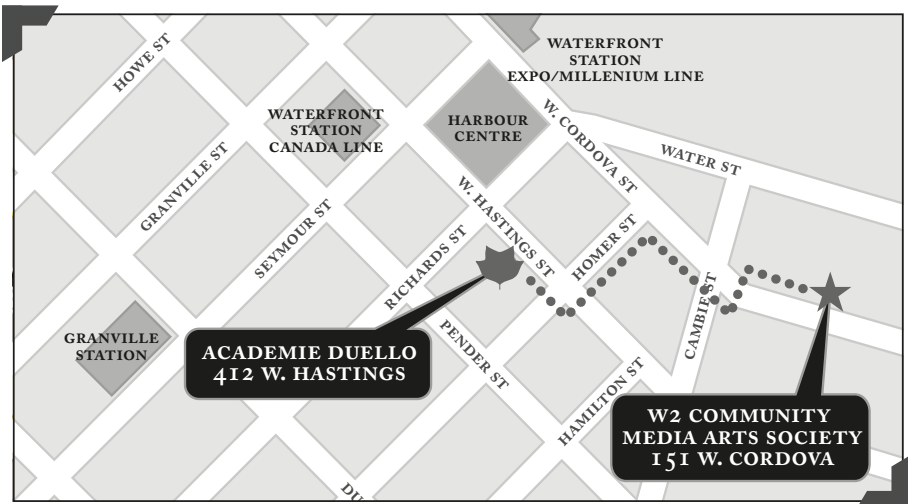 HOWE ST
WATERFRONT
STATION
EXPO/MILLENIUM LINE
WATERFRONT
STATION
CANADA LINE
HARBOUR
CENTRE
W. CORDOVA ST
WATER ST
GRANVILLE ST
SEYMOUR ST
W. HASTINGS ST
RICHARDS ST
HOMER ST
CAMBIE ST
GRANVILLE
STATION
ACADEMIE DUELLO
412 W. HASTINGS
PENDER ST
HAMILTON ST
W2 COMMUNITY
MEDIA ARTS SOCIETY
151 W. CORDOVA